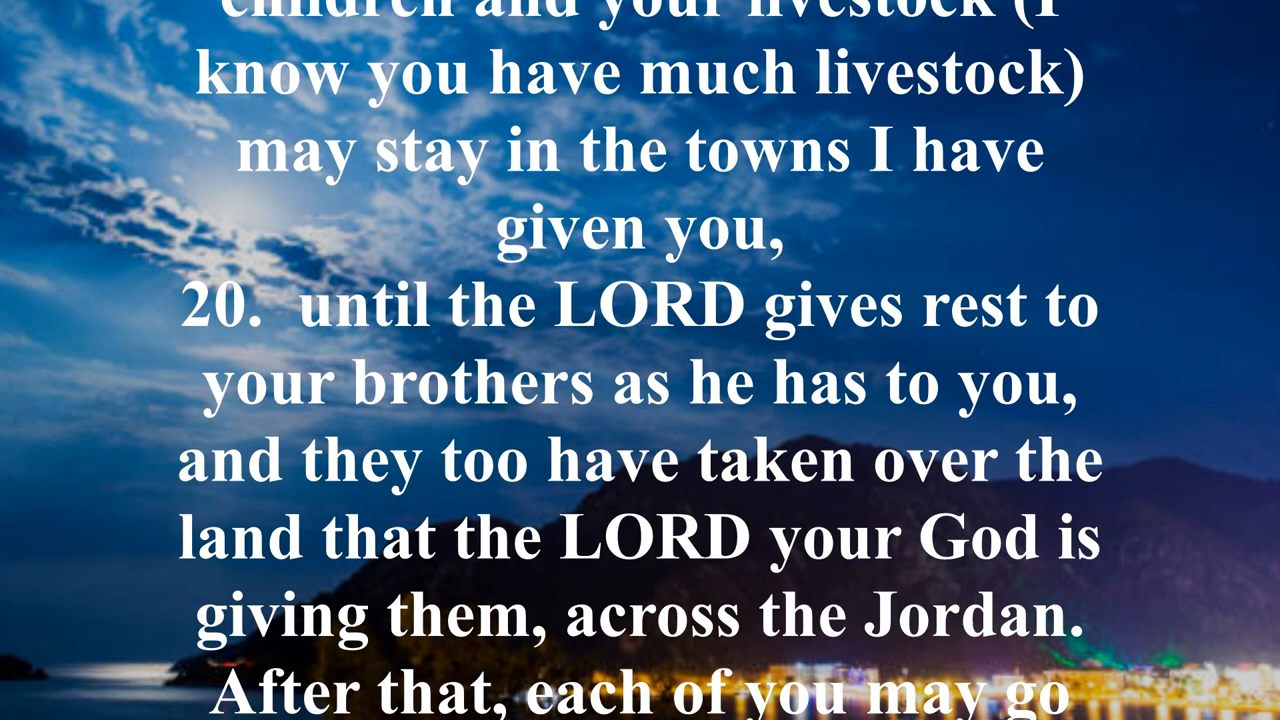 children and your livestock (I
know you have much livestock)
may stay in the towns I have
given you,
20. until the LORD gives rest to
your brothers as he has to you,
and they too have taken over the
land that the LORD your God is
giving them, across the Jordan.
After that, each of you may go